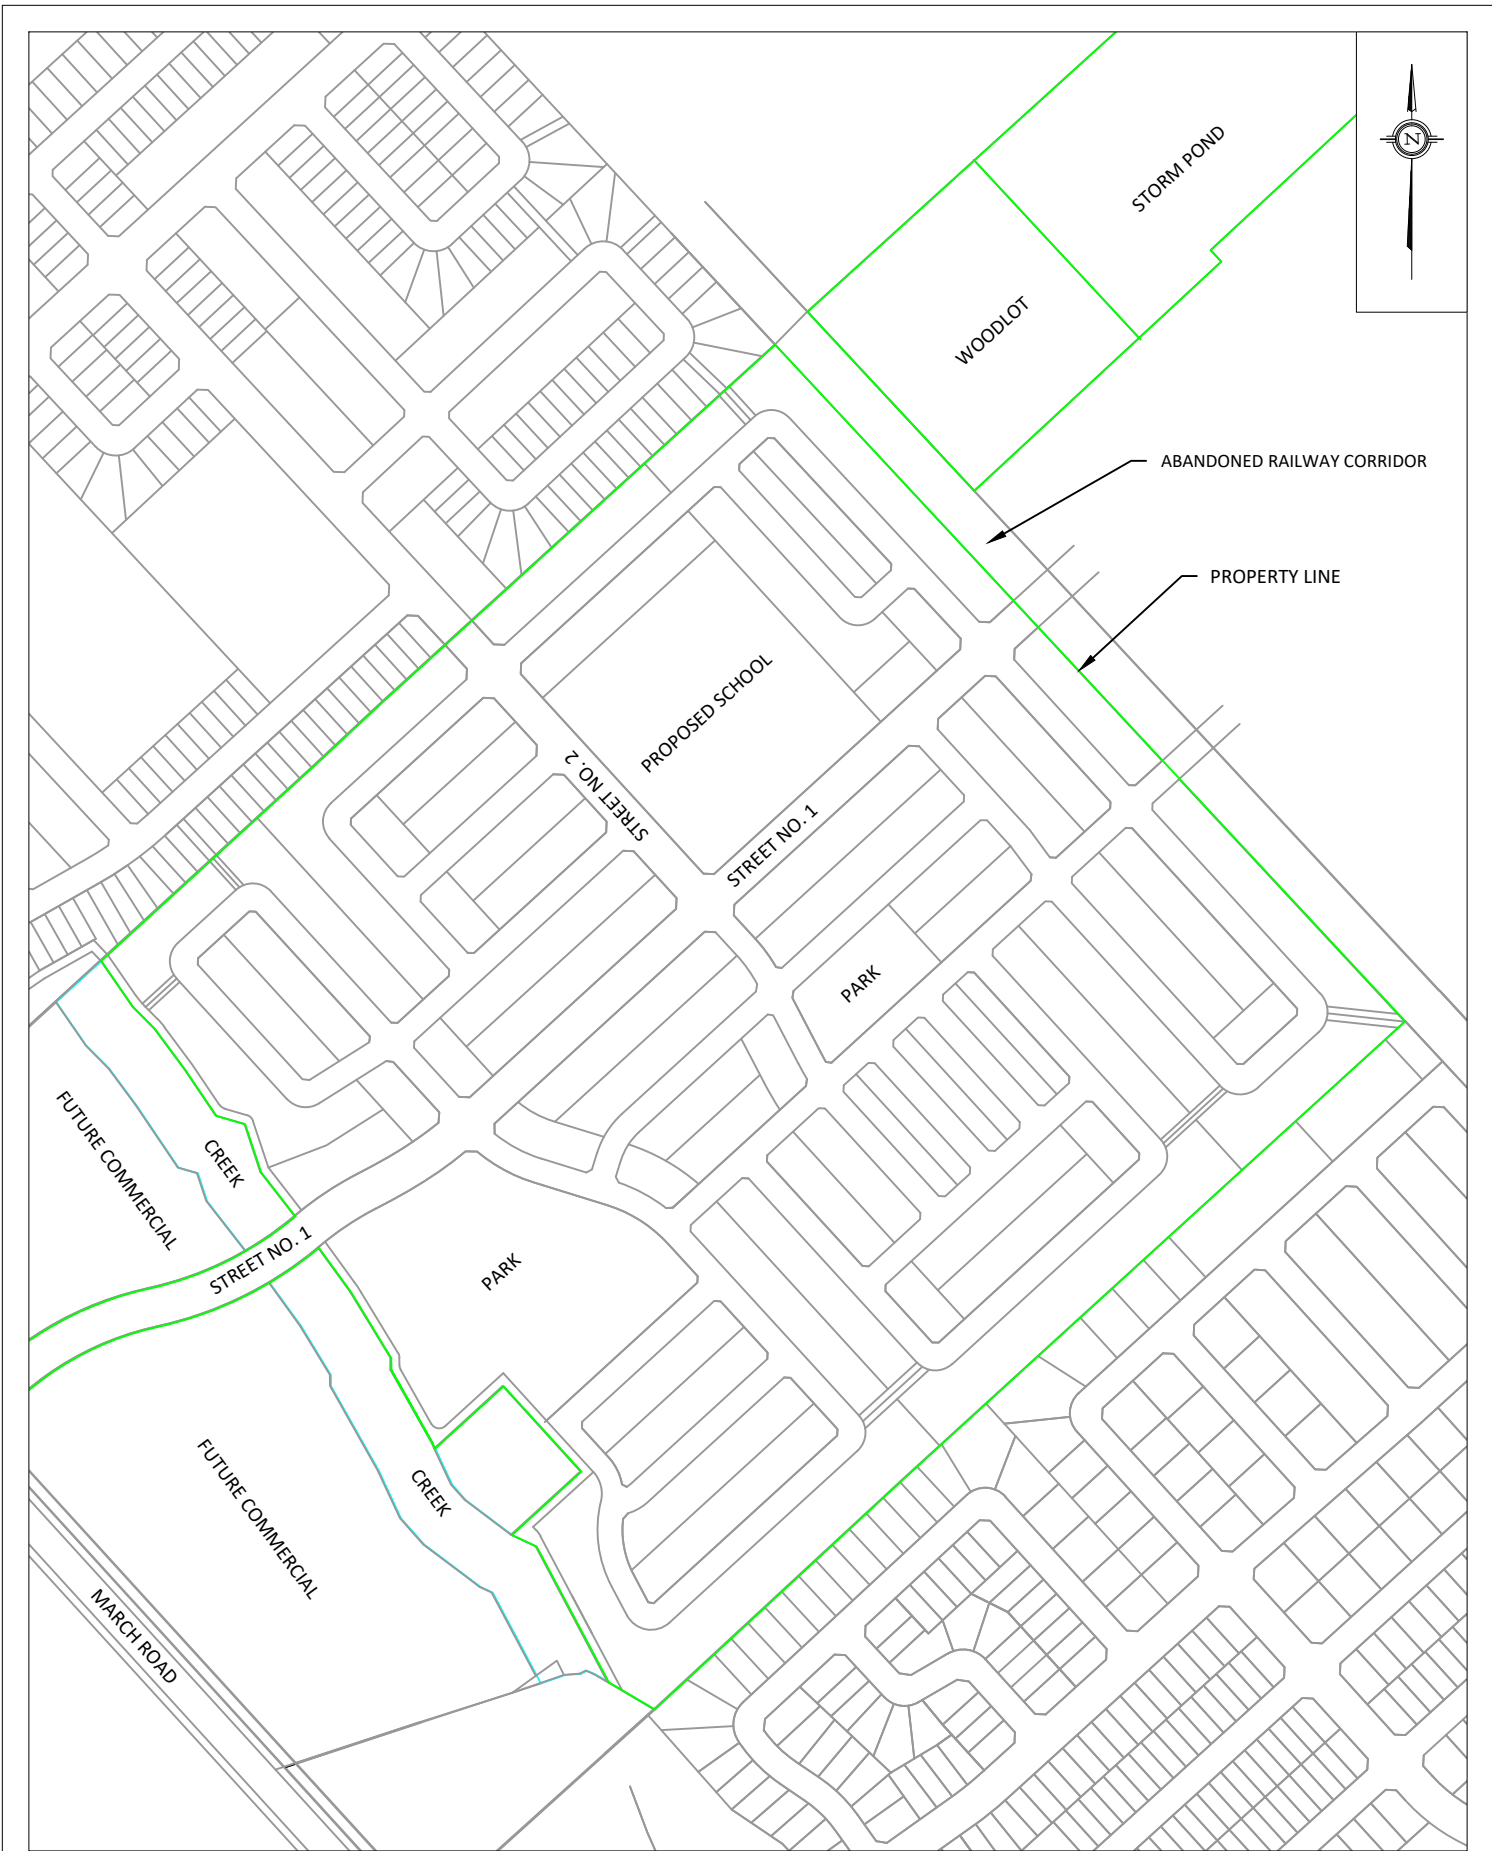 N
STORM POND
WOODLOT
ABANDONED RAILWAY CORRIDOR
PROPERTY LINE
PROPOSED SCHOOL
STREET NO. 2
STREET NO. 1
PARK
FUTURE COMMERCIAL
CREEK
STREET NO. 1
PARK
FUTURE COMMERCIAL
CREEK
MARCH ROAD